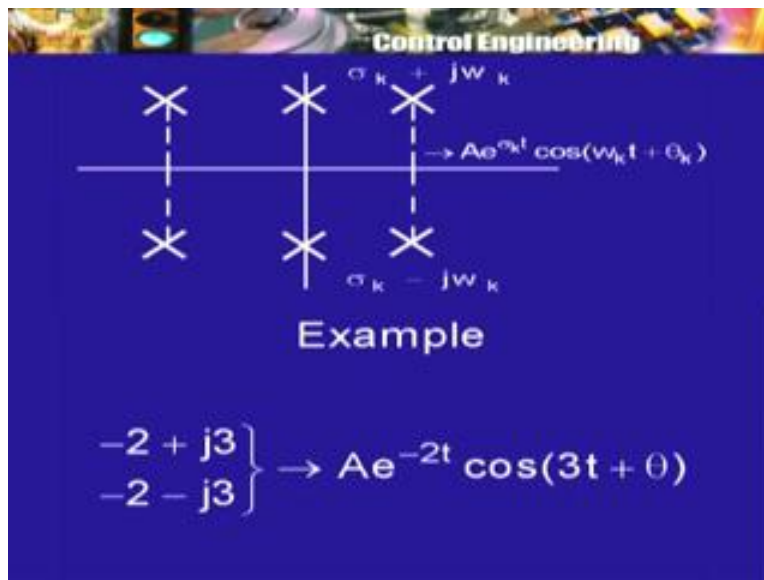 Control Engineering
σ k + jw k
→ Ae^σkt cos(wkt + θk)
σ k − jw k
Example
−2 + j3
−2 − j3
→ Ae^−2t cos(3t + θ)